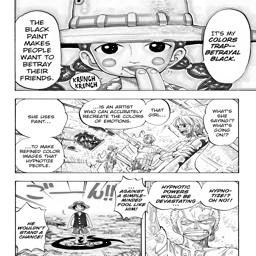 IT'S MY
COLORS
TRAP--
BETRAYAL
BLACK.
THE
BLACK
PAINT
MAKES
PEOPLE
WANT TO
BETRAY
THEIR
FRIENDS.
KRUNCH
KRUNCH
WHAT'S
SHE
SAYING!?
WHAT'S
GOING
ON!?
THAT
GIRL...
...IS AN ARTIST
WHO CAN ACCURATELY
RECREATE THE COLORS
OF EMOTIONS.
SHE USES
PAINT...
...TO MAKE
REFINED COLOR
IMAGES THAT
HYPNOTIZE
PEOPLE.
HYPNO-
TIZE!?
OH NO!!
HYPNOTIC
POWERS
WOULD BE
DEVASTATING...
...AGAINST
A SIMPLE-
MINDED
FOOL LIKE
HIM!
HE
WOULDN'T
STAND A
CHANCE!
ん!!